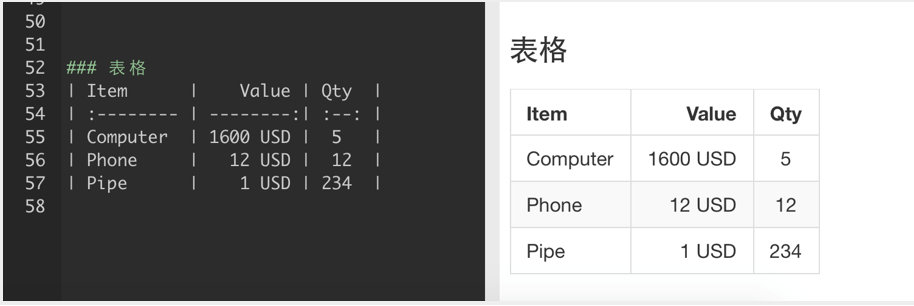 50
51
52 ### 表格
53 | Item      |    Value | Qty  |
54 | :-------- | --------:| :--: |
55 | Computer  | 1600 USD |  5   |
56 | Phone     |   12 USD |  12  |
57 | Pipe      |    1 USD | 234  |
58
表格
Item Value Qty
Computer 1600 USD 5
Phone 12 USD 12
Pipe 1 USD 234